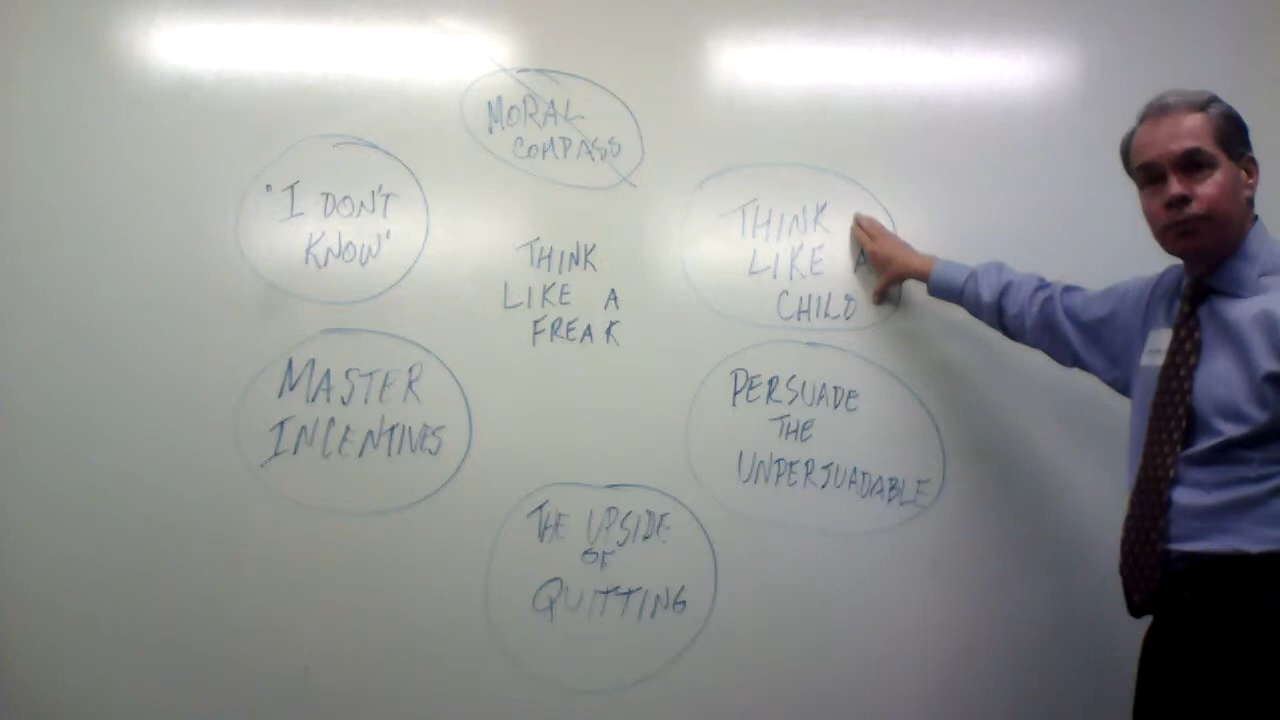 MORAL
COMPASS
"I DON'T
KNOW"
THINK
LIKE A
FREAK
THINK
LIKE A
CHILD
MASTER
INCENTIVES
PERSUADE
THE
UNPERSUADABLE
THE UPSIDE
OF
QUITTING